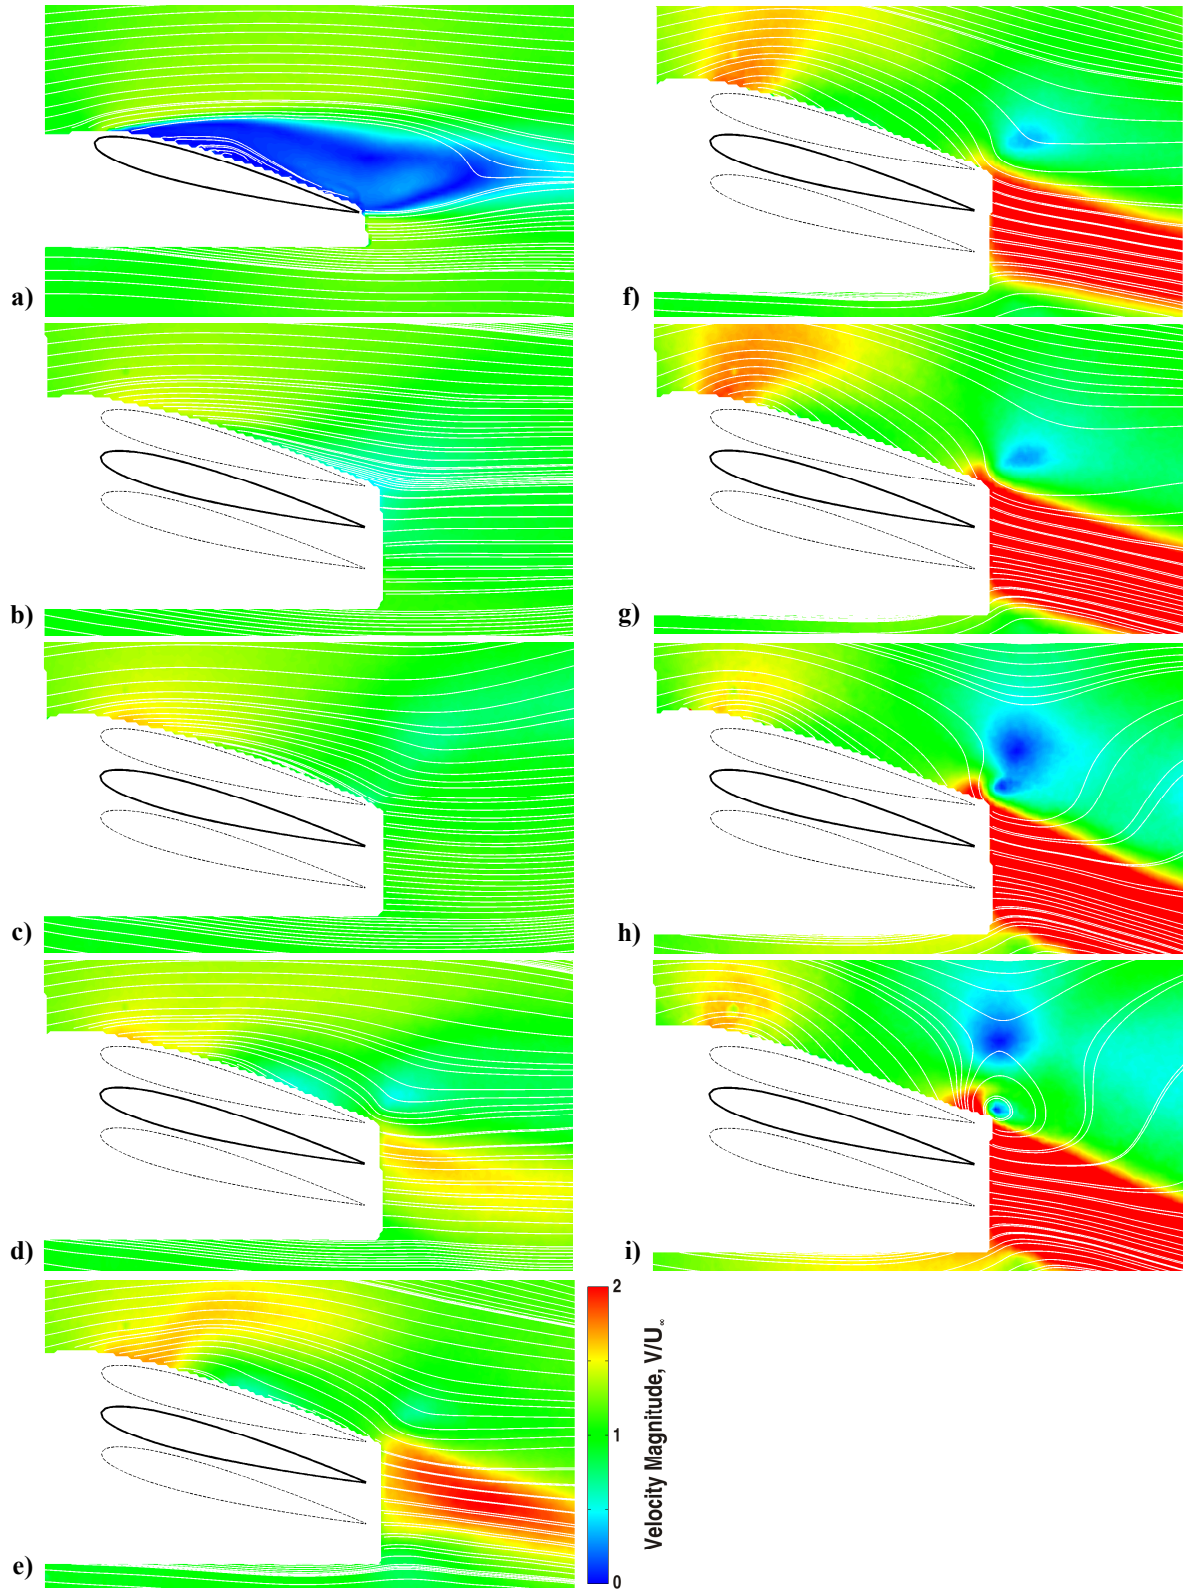 a)
b)
c)
d)
e)
f)
g)
h)
i)
2
1
0
Velocity Magnitude, V/U∞